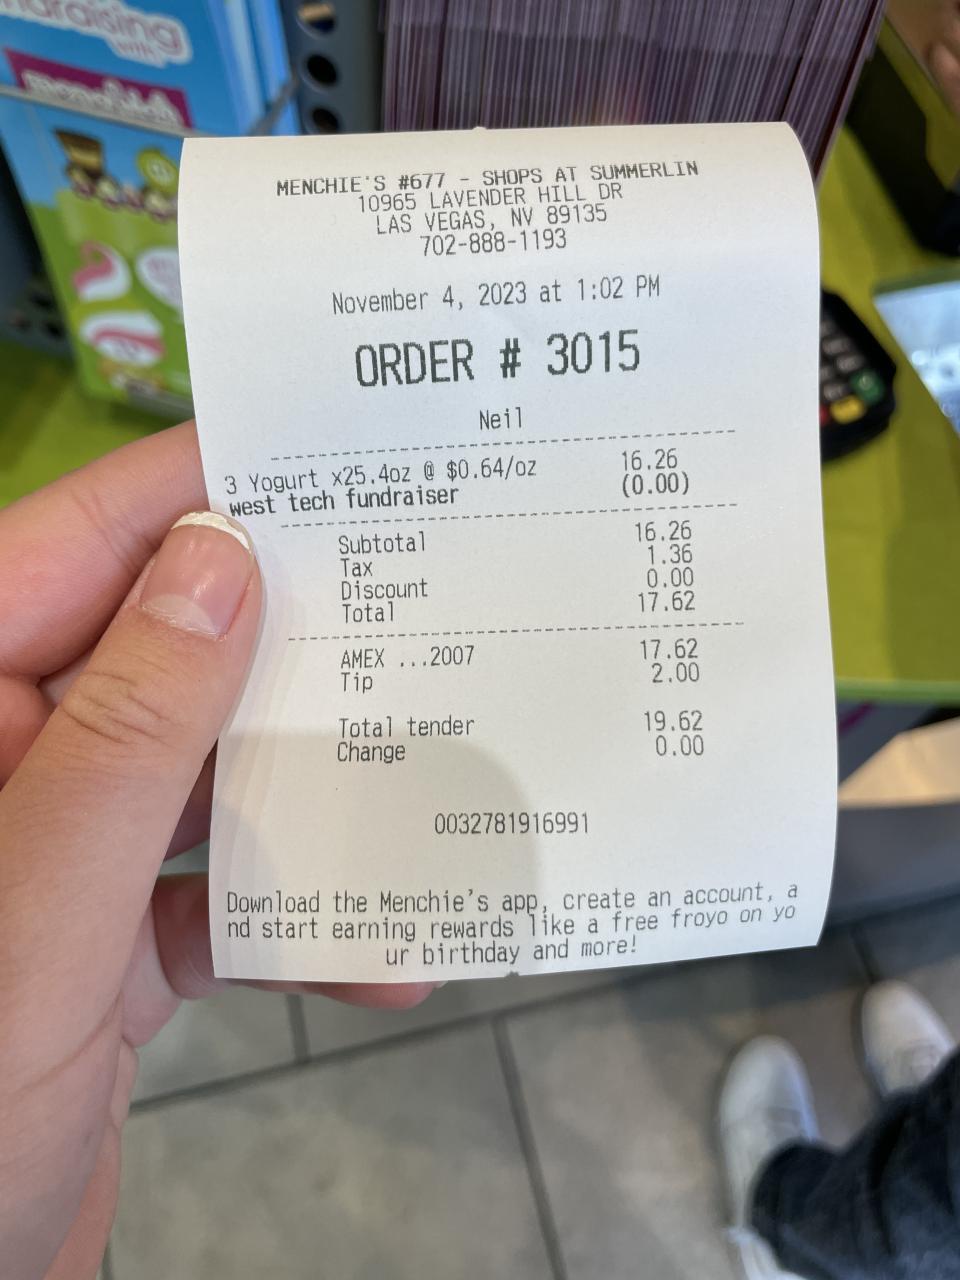 draising
with
menchie's
MENCHIE'S #677 - SHOPS AT SUMMERLIN
10965 LAVENDER HILL DR
LAS VEGAS, NV 89135
702-888-1193
November 4, 2023 at 1:02 PM
ORDER # 3015
Neil
3 Yogurt x25.4oz @ $0.64/oz 16.26
west tech fundraiser (0.00)
Subtotal 16.26
Tax 1.36
Discount 0.00
Total 17.62
AMEX ...2007 17.62
Tip 2.00
Total tender 19.62
Change 0.00
0032781916991
Download the Menchie's app, create an account, a
nd start earning rewards like a free froyo on yo
ur birthday and more!